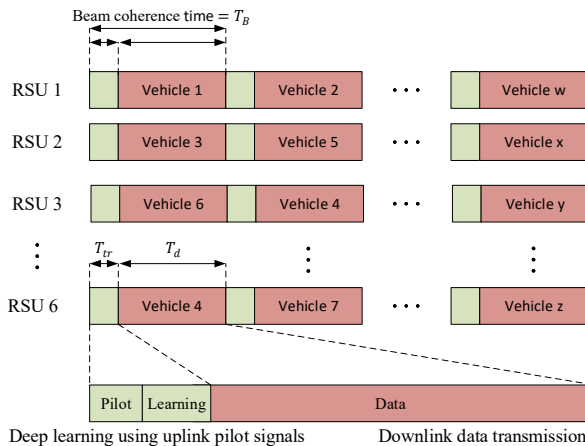 Beam coherence time = T_B
RSU 1 Vehicle 1 Vehicle 2 ··· Vehicle w
RSU 2 Vehicle 3 Vehicle 5 ··· Vehicle x
RSU 3 Vehicle 6 Vehicle 4 ··· Vehicle y
T_tr T_d
RSU 6 Vehicle 4 Vehicle 7 ··· Vehicle z
Pilot Learning Data
Deep learning using uplink pilot signals Downlink data transmission